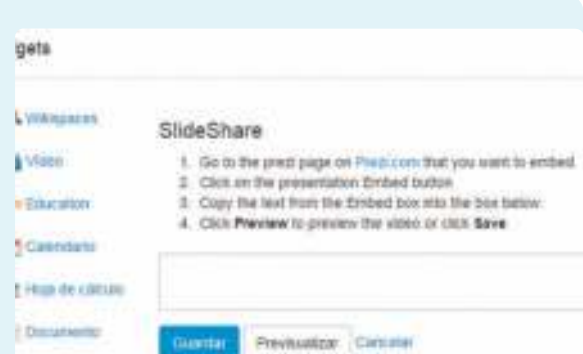 gets
Wikispaces
Video
Education
Calendario
Hoja de cálculo
Documento
SlideShare
1. Go to the prezi page on Prezi.com that you want to embed.
2. Click on the presentation Embed button
3. Copy the text from the Embed box into the box below
4. Click Preview to preview the video or click Save
Guardar Previsualizar Cancelar